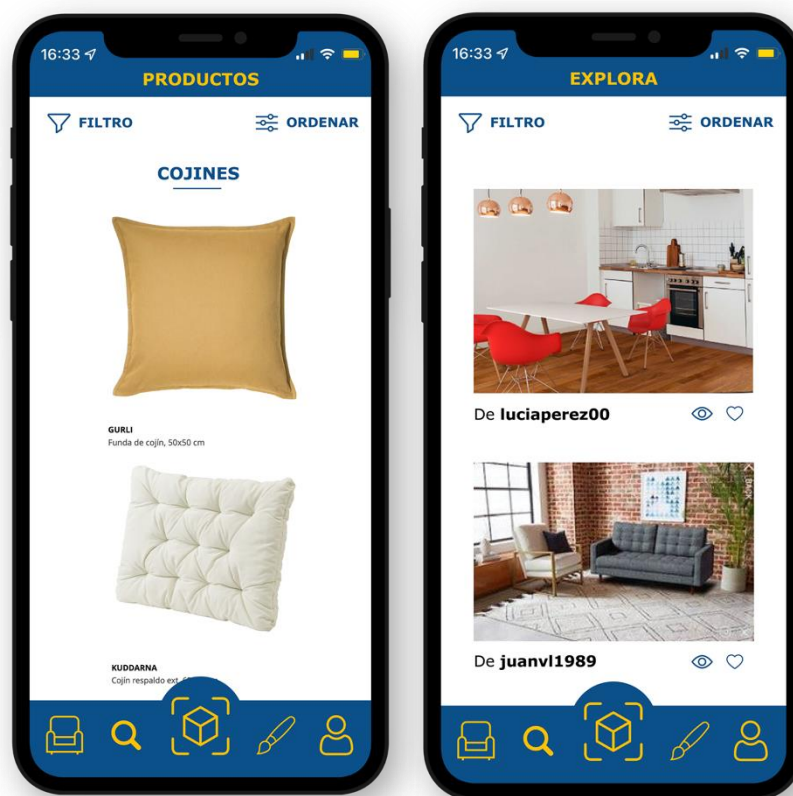 16:33
PRODUCTOS
FILTRO
ORDENAR
COJINES
GURLI
Funda de cojín, 50x50 cm
KUDDARNA
Cojín respaldo ext,
16:33
EXPLORA
FILTRO
ORDENAR
De luciaperez00
BACK
De juanvl1989